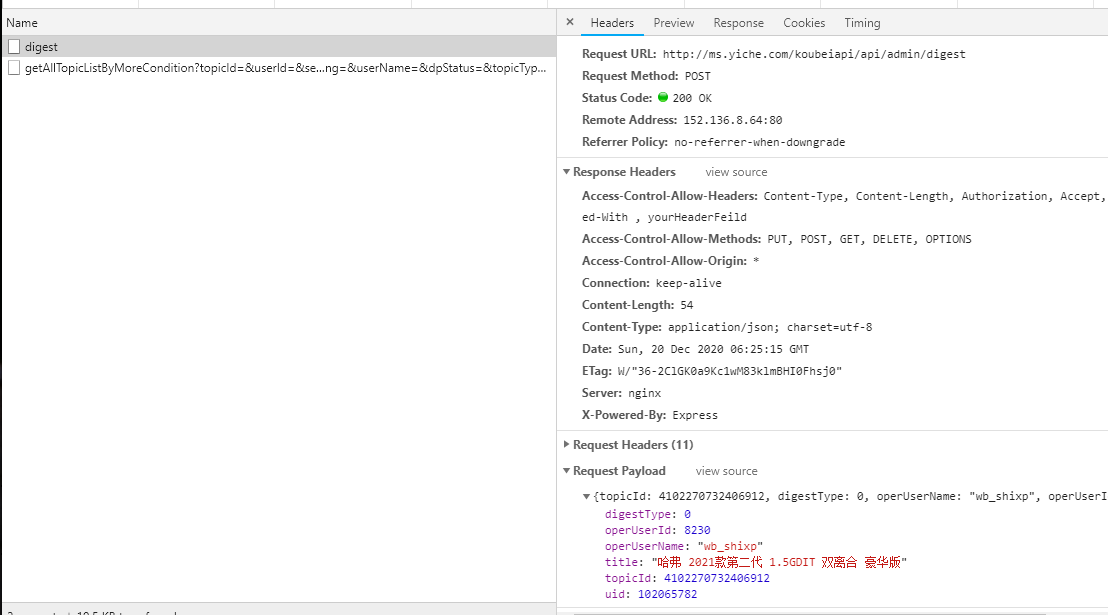 Name
digest
getAllTopicListByMoreCondition?topicId=&userId=&se...ng=&userName=&dpStatus=&topicTyp...
× Headers Preview Response Cookies Timing
Request URL: http://ms.yiche.com/koubeiapi/api/admin/digest
Request Method: POST
Status Code: 200 OK
Remote Address: 152.136.8.64:80
Referrer Policy: no-referrer-when-downgrade
Response Headers view source
Access-Control-Allow-Headers: Content-Type, Content-Length, Authorization, Accept,
ed-With , yourHeaderFeild
Access-Control-Allow-Methods: PUT, POST, GET, DELETE, OPTIONS
Access-Control-Allow-Origin: *
Connection: keep-alive
Content-Length: 54
Content-Type: application/json; charset=utf-8
Date: Sun, 20 Dec 2020 06:25:15 GMT
ETag: W/"36-2ClGK0a9Kc1wM83klmBHI0Fhsj0"
Server: nginx
X-Powered-By: Express
Request Headers (11)
Request Payload view source
{topicId: 4102270732406912, digestType: 0, operUserName: "wb_shixp", operUserI
digestType: 0
operUserId: 8230
operUserName: "wb_shixp"
title: "哈弗 2021款第二代 1.5GDIT 双离合 豪华版"
topicId: 4102270732406912
uid: 102065782